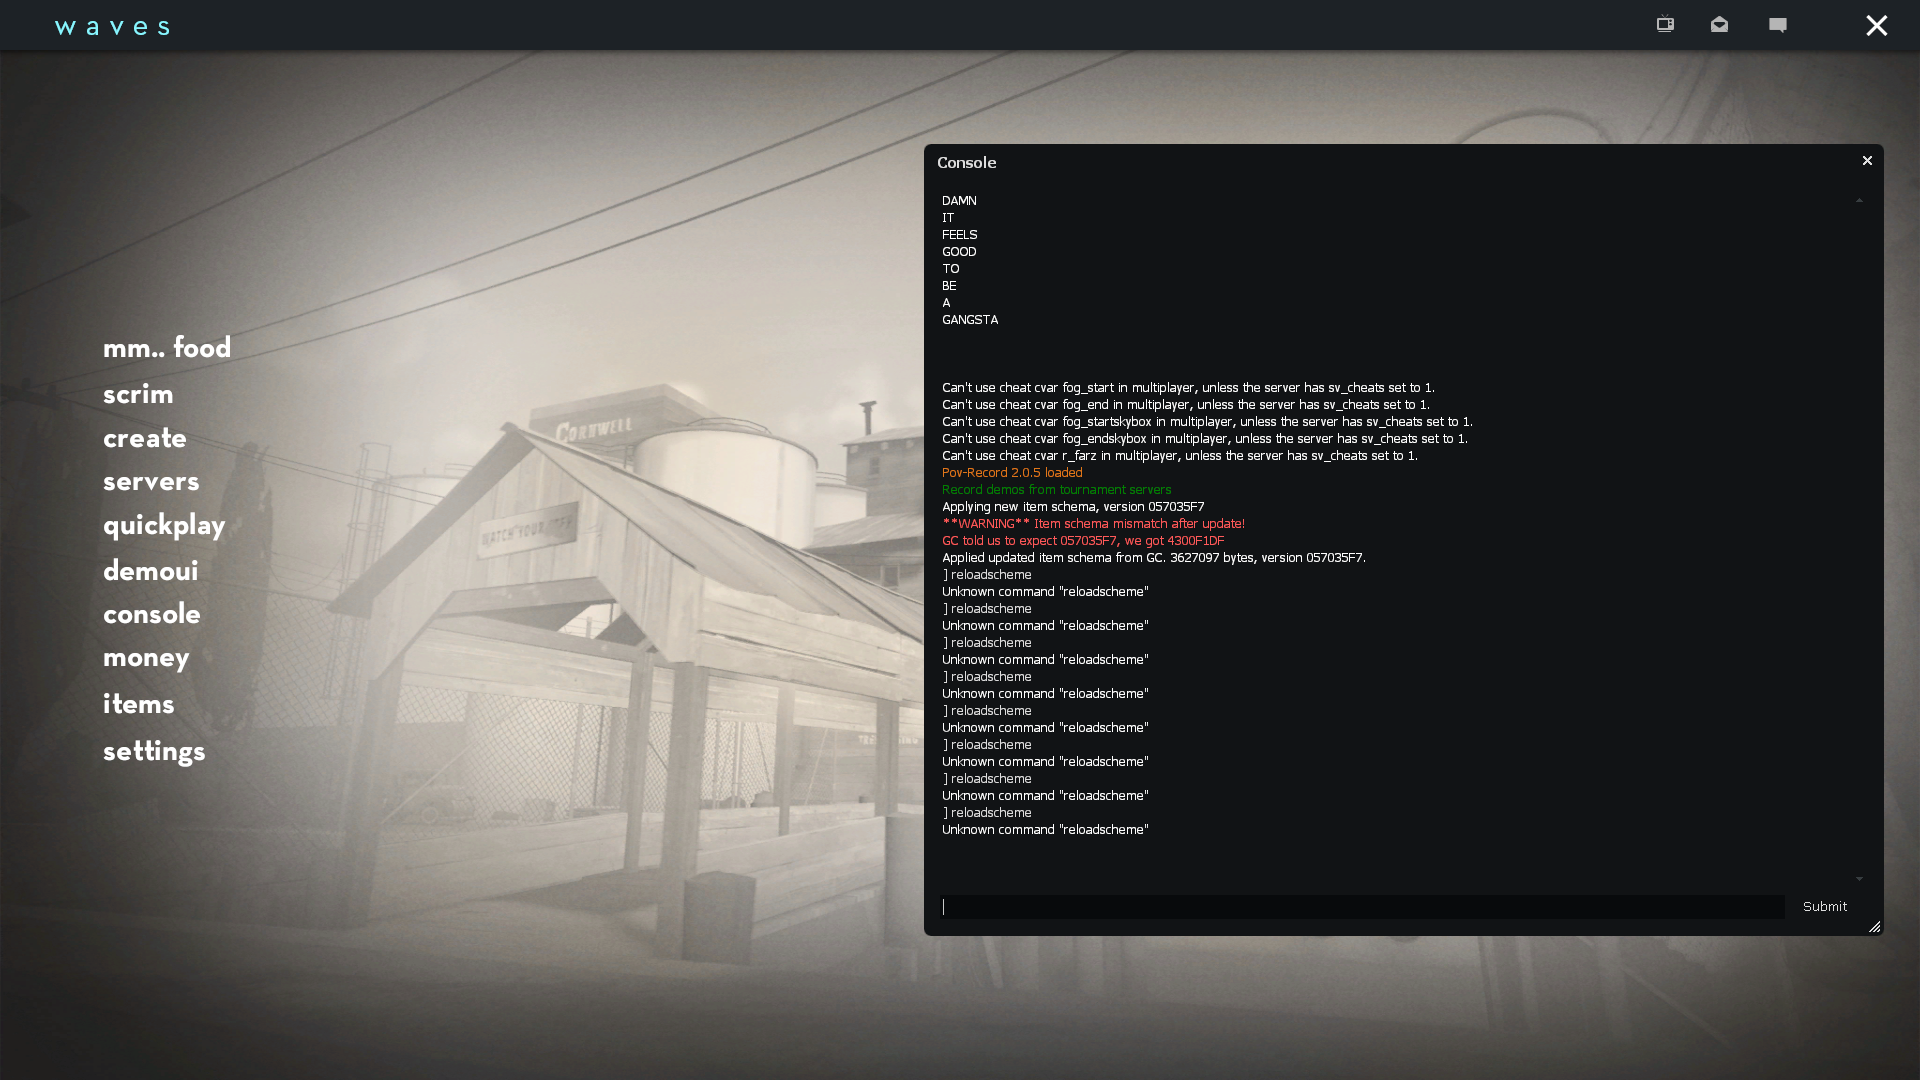 waves
mm.. food
scrim
create
servers
quickplay
demoui
console
money
items
settings
CORNWELL
Console
DAMN
IT
FEELS
GOOD
TO
BE
A
GANGSTA
Can't use cheat cvar fog_start in multiplayer, unless the server has sv_cheats set to 1.
Can't use cheat cvar fog_end in multiplayer, unless the server has sv_cheats set to 1.
Can't use cheat cvar fog_startskybox in multiplayer, unless the server has sv_cheats set to 1.
Can't use cheat cvar fog_endskybox in multiplayer, unless the server has sv_cheats set to 1.
Can't use cheat cvar r_farz in multiplayer, unless the server has sv_cheats set to 1.
Pov-Record 2.0.5 loaded
Record demos from tournament servers
Applying new item schema, version 057035F7
**WARNING** Item schema mismatch after update!
GC told us to expect 057035F7, we got 4300F1DF
Applied updated item schema from GC. 3627097 bytes, version 057035F7.
] reloadscheme
Unknown command "reloadscheme"
] reloadscheme
Unknown command "reloadscheme"
] reloadscheme
Unknown command "reloadscheme"
] reloadscheme
Unknown command "reloadscheme"
] reloadscheme
Unknown command "reloadscheme"
] reloadscheme
Unknown command "reloadscheme"
] reloadscheme
Unknown command "reloadscheme"
] reloadscheme
Unknown command "reloadscheme"
Submit